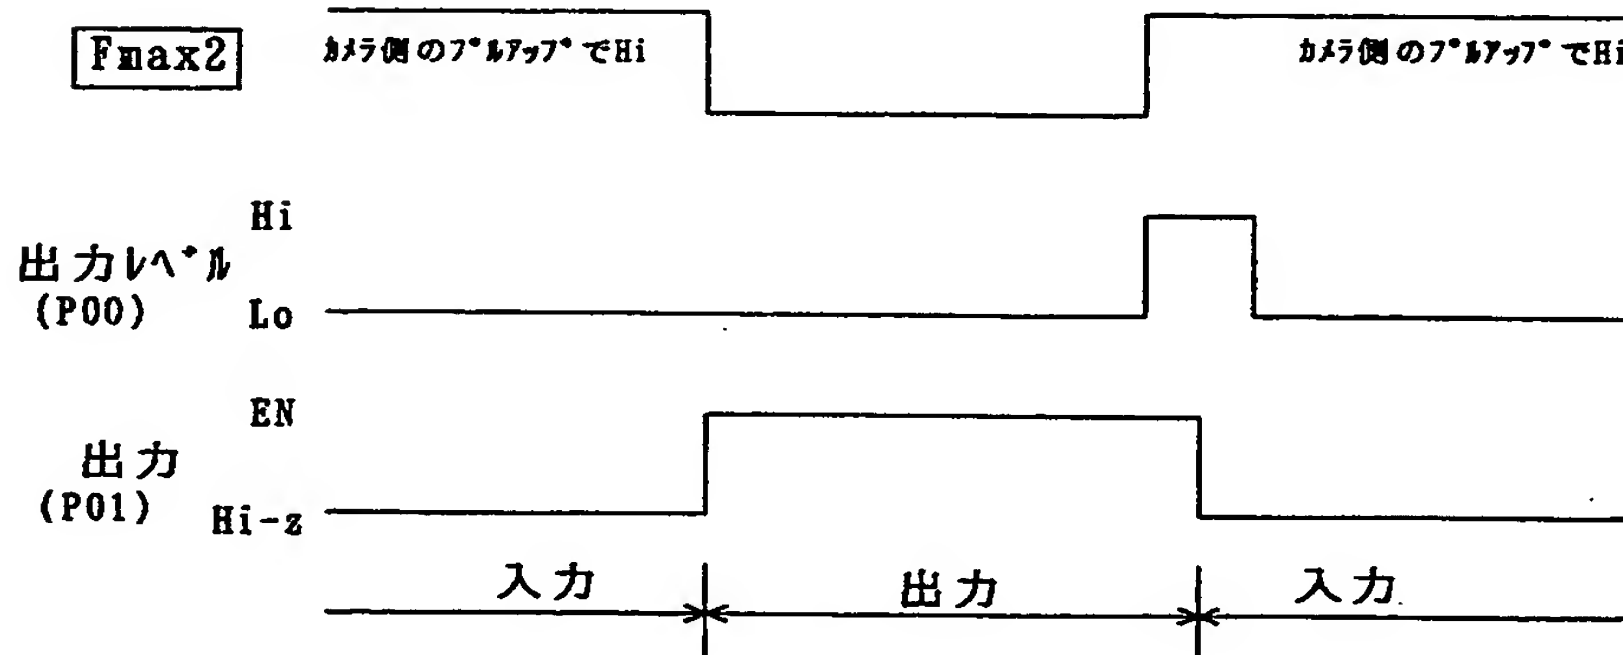 Fmax2
カメラ側のプルアップでHi
カメラ側のプルアップでHi
Hi
出力レベル
(P00)
Lo
EN
出力
(P01)
Hi-z
入力
出力
入力